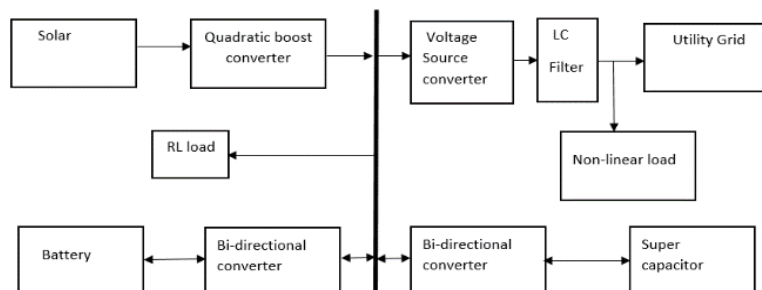 Solar
Quadratic boost
converter
Voltage
Source
converter
LC
Filter
Utility Grid
RL load
Non-linear load
Battery
Bi-directional
converter
Bi-directional
converter
Super
capacitor